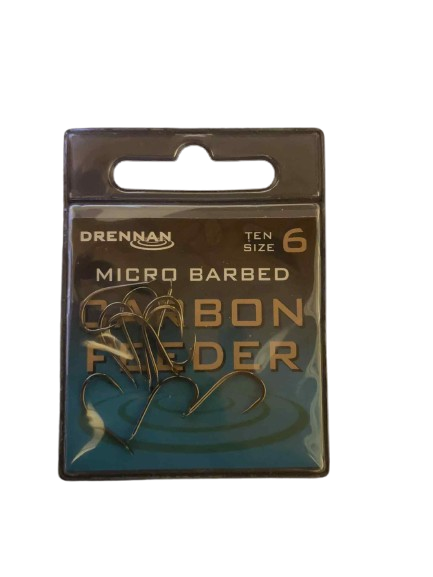 DRENNAN
TEN SIZE 6
MICRO BARBED
CARBON
FEEDER